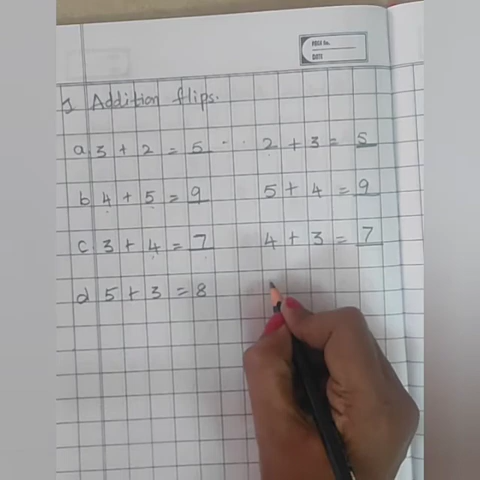 PAGE No.
DATE
1 Addition flips.
a 3 + 2 = 5 2 + 3 = 5
b 4 + 5 = 9 5 + 4 = 9
c 3 + 4 = 7 4 + 3 = 7
d 5 + 3 = 8